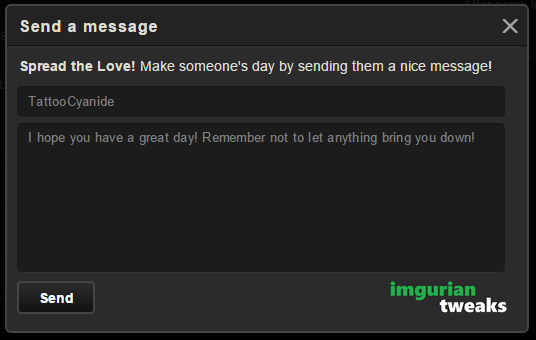 Send a message
Spread the Love! Make someone's day by sending them a nice message!
TattooCyanide
I hope you have a great day! Remember not to let anything bring you down!
Send
imgurian
tweaks